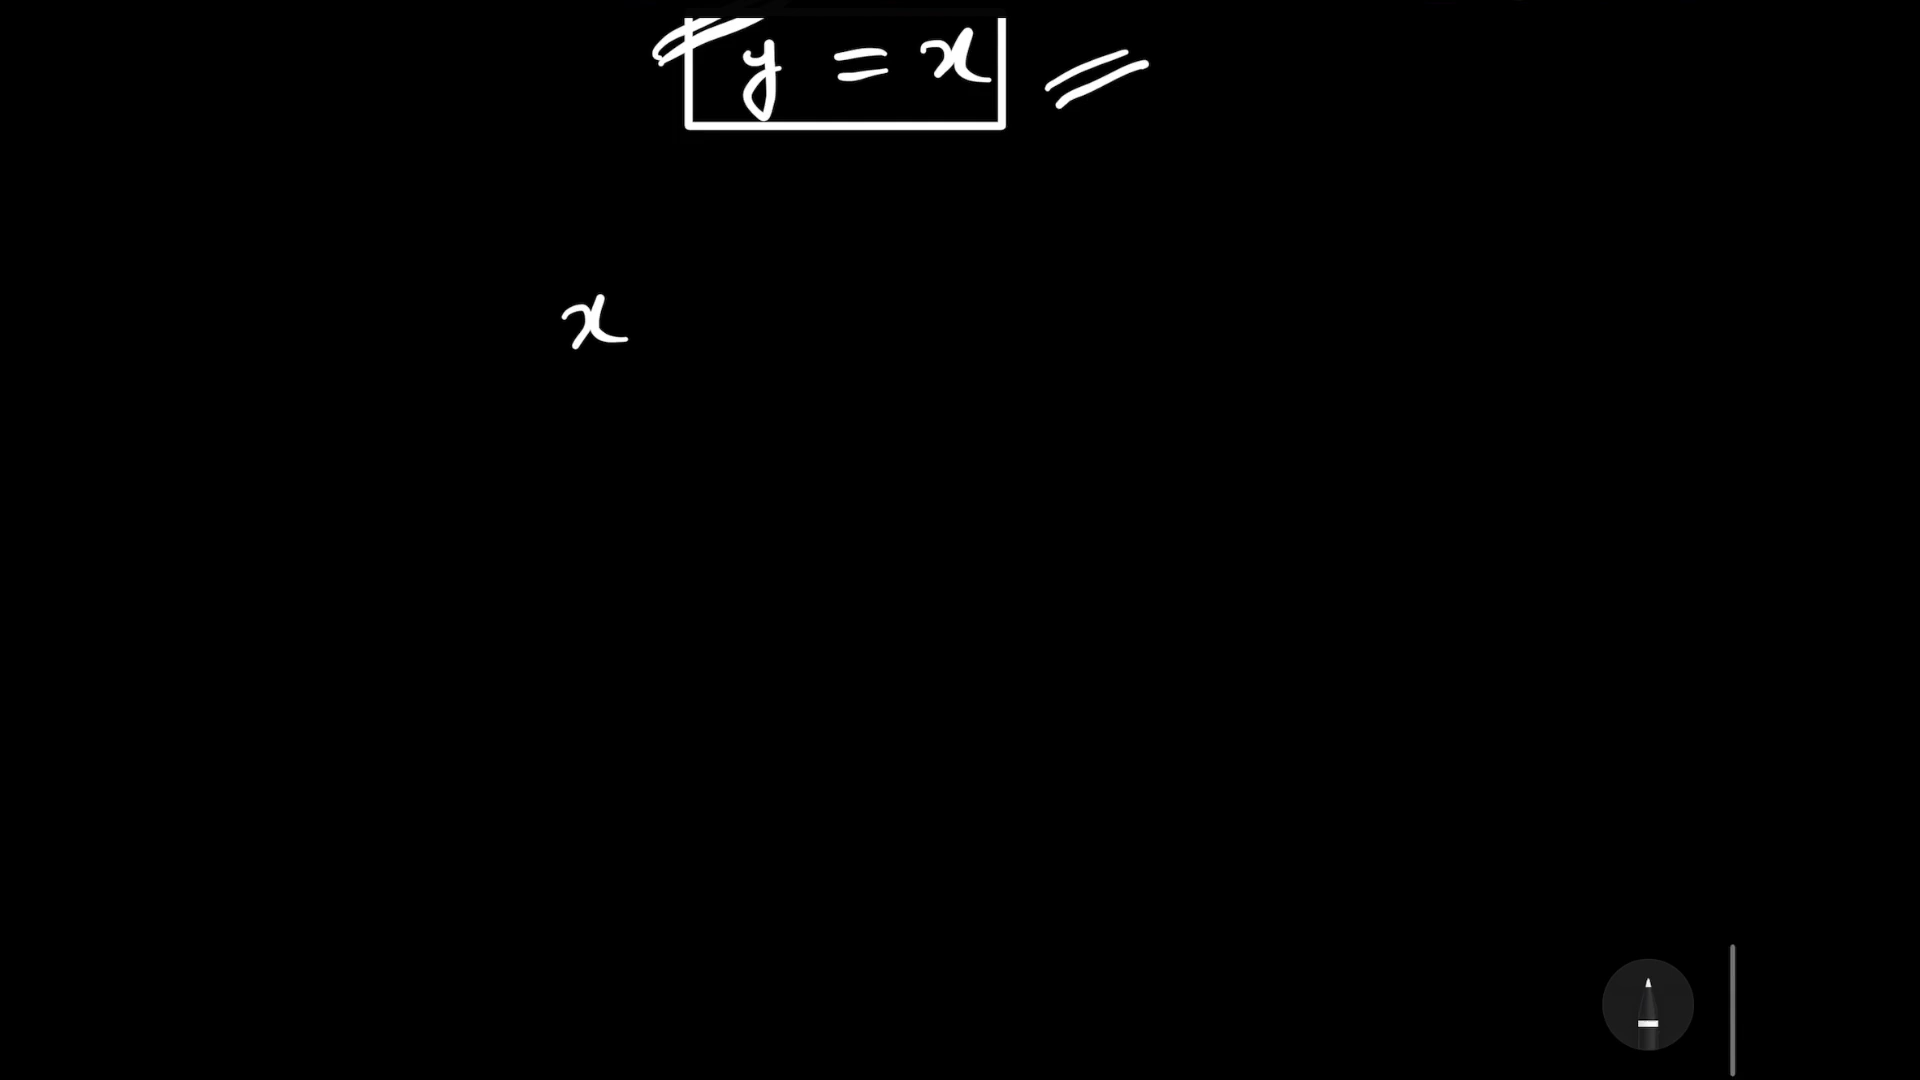 y = x
x